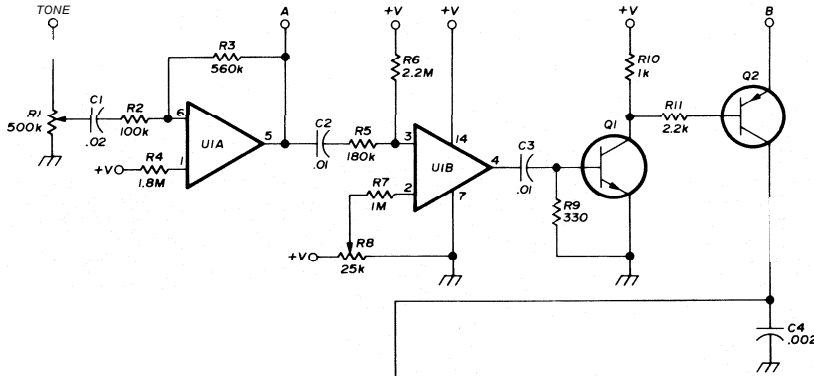 TONE
A
+V
+V
+V
B
R3
560k
R6
2.2M
R10
1k
Q2
R1
500k
C1
.02
R2
100k
6
U1A
5
1
R4
1.8M
+V
C2
.01
R5
180k
3
14
U1B
4
2
7
R7
1M
R8
25k
+V
C3
.01
Q1
R9
330
R11
2.2k
C4
.002